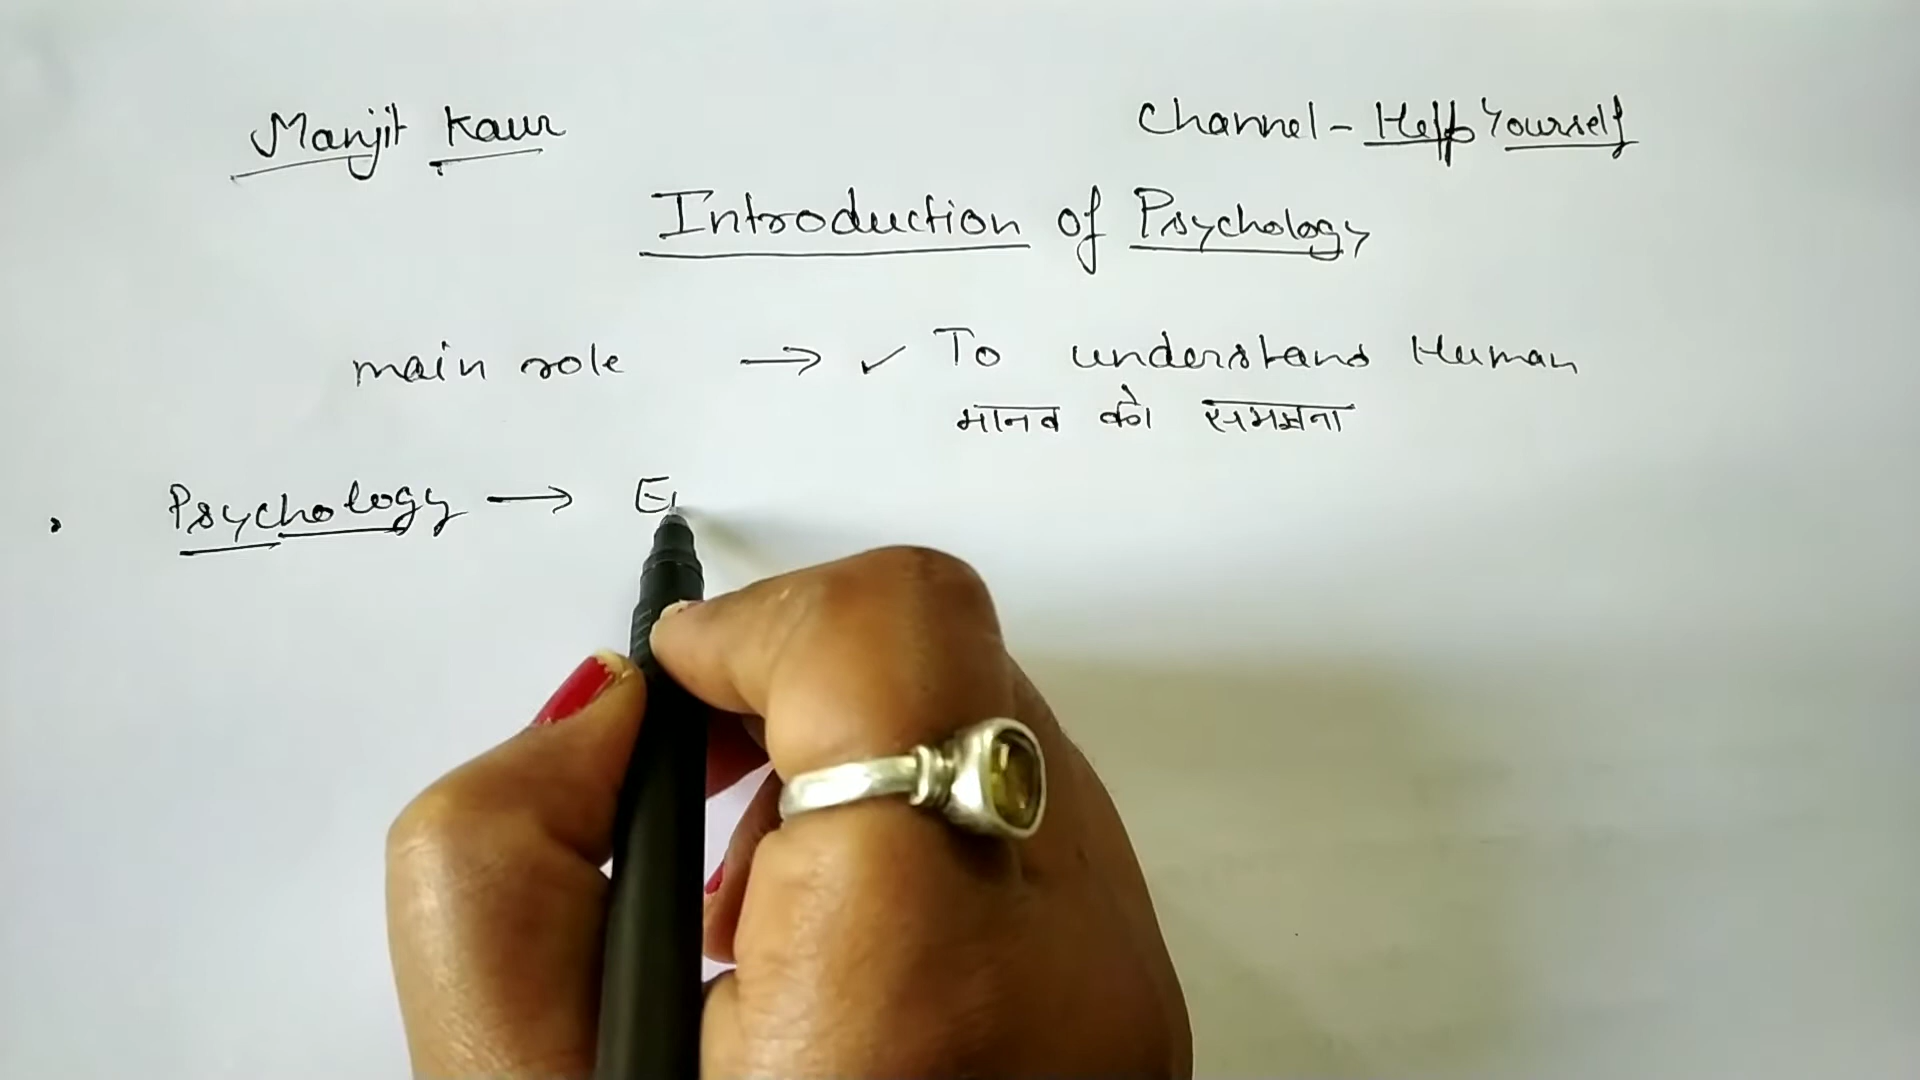 Manjit Kaur
Channel - Help Yourself
Introduction of Psychology
main role → ✓ To understand Human
मानव को समझना
Psychology →